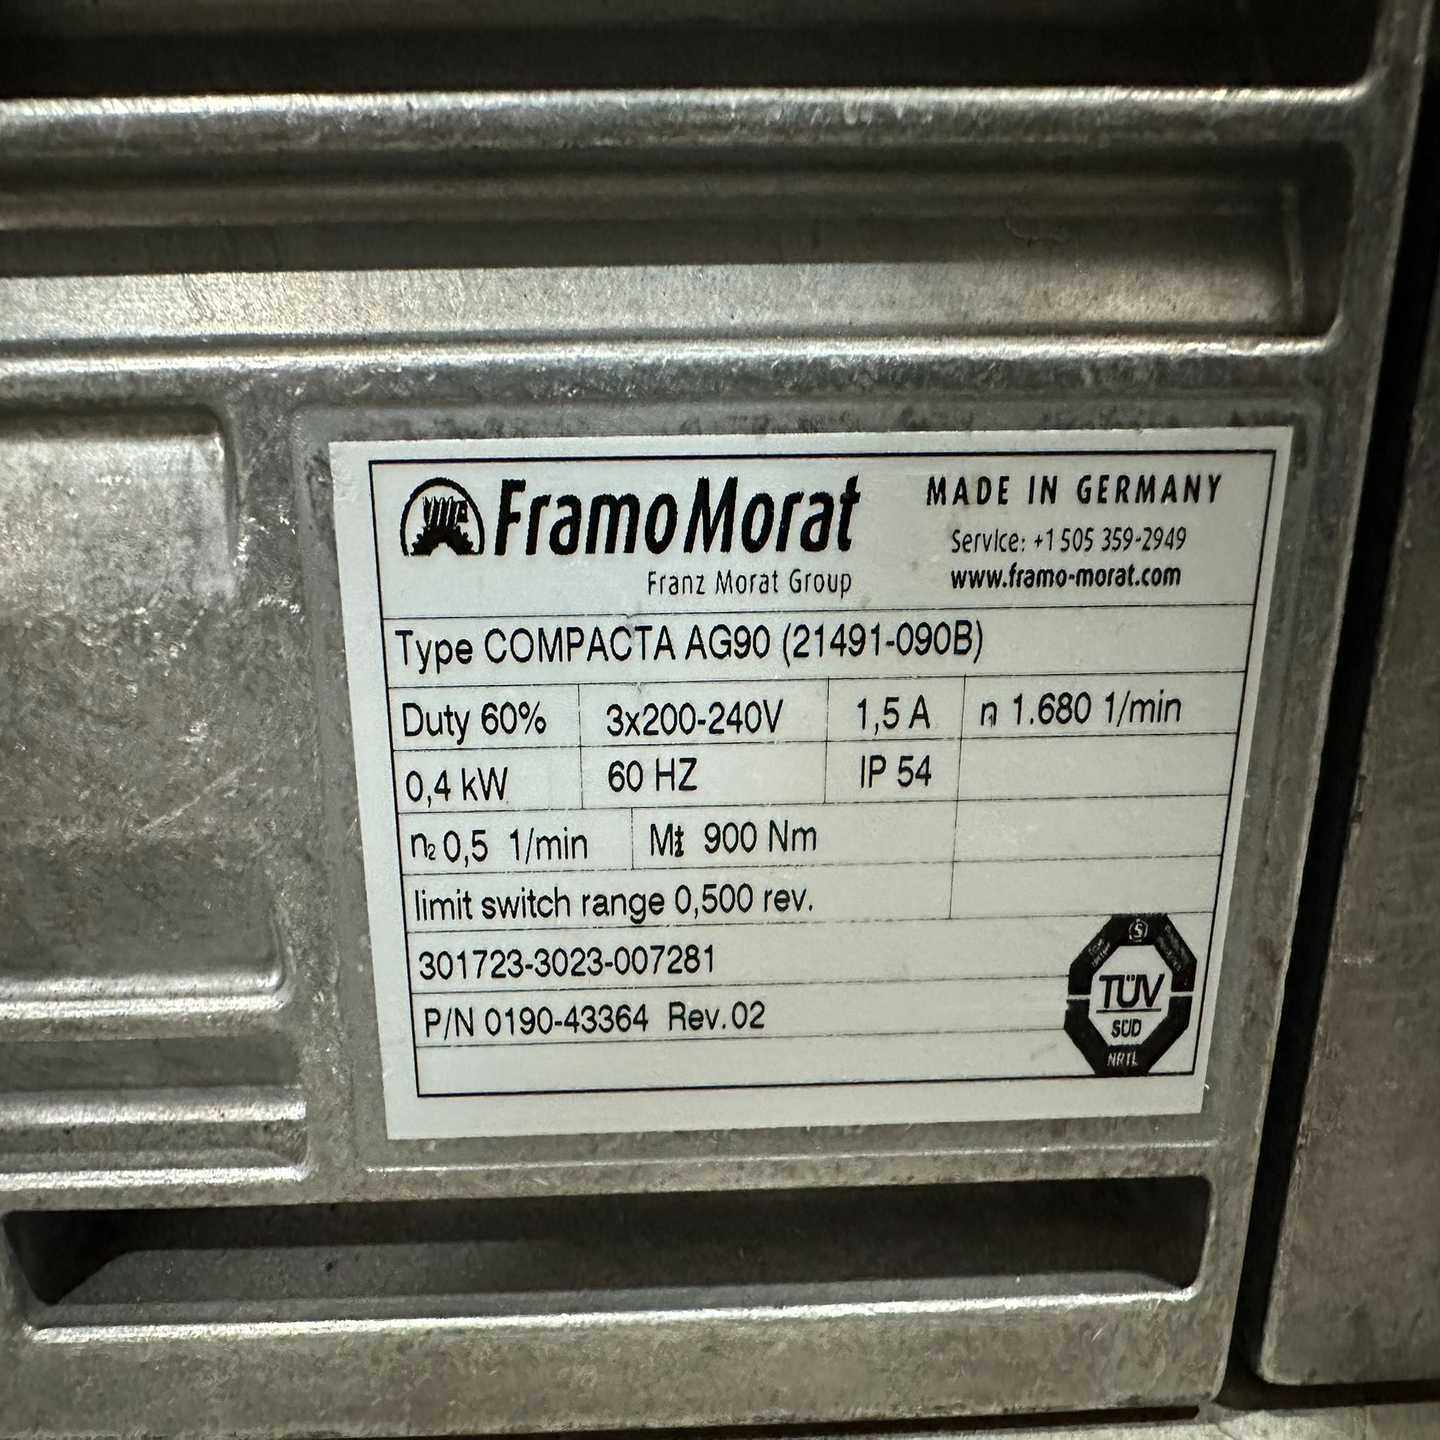 FramoMorat
Franz Morat Group
MADE IN GERMANY
Service: +1 505 359-2949
www.framo-morat.com
Type COMPACTA AG90 (21491-090B)
Duty 60% 3x200-240V 1,5 A n 1.680 1/min
0,4 kW 60 HZ IP 54
n₂ 0,5 1/min M± 900 Nm
limit switch range 0,500 rev.
301723-3023-007281
P/N 0190-43364 Rev.02
TÜV
SÜD
NRTL